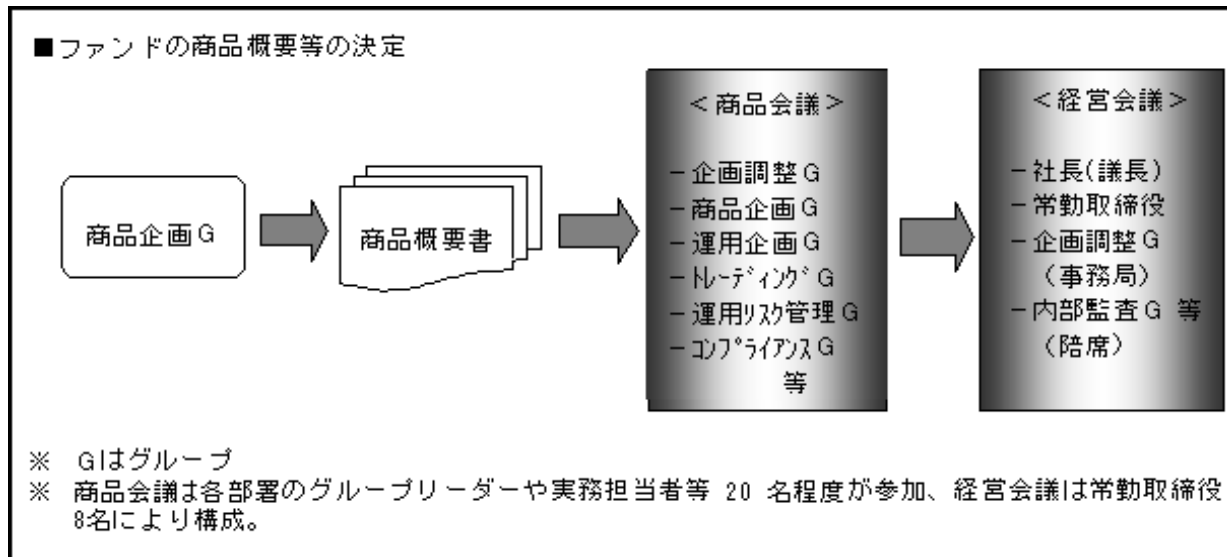 ■ファンドの商品概要等の決定
商品企画G
商品概要書
＜商品会議＞
－企画調整G
－商品企画G
－運用企画G
－ﾄﾚｰﾃﾞｨﾝｸﾞG
－運用ﾘｽｸ管理G
－ｺﾝﾌﾟﾗｲｱﾝｽG
等
＜経営会議＞
－社長(議長)
－常勤取締役
－企画調整G
（事務局）
－内部監査G 等
（陪席）
※ Gはグループ
※ 商品会議は各部署のグループリーダーや実務担当者等 20 名程度が参加、経営会議は常勤取締役
8名により構成。